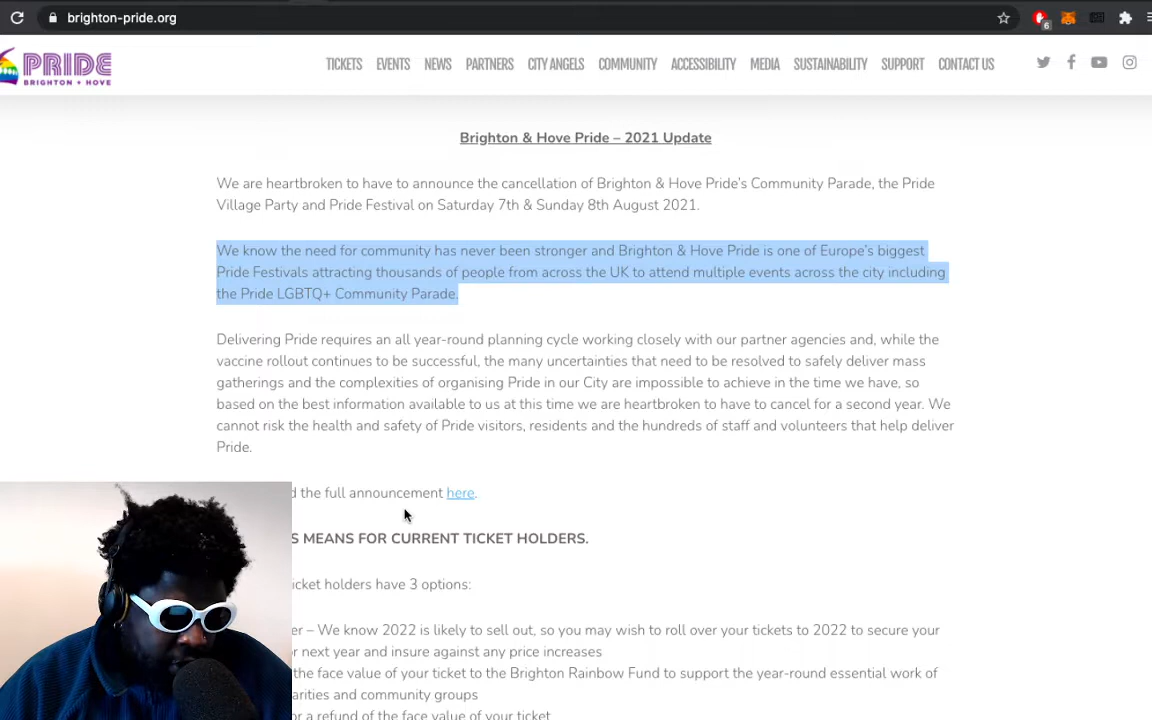 brighton-pride.org
6
PRIDE
BRIGHTON + HOVE
TICKETS EVENTS NEWS PARTNERS CITY ANGELS COMMUNITY ACCESSIBILITY MEDIA SUSTAINABILITY SUPPORT CONTACT US
Brighton & Hove Pride – 2021 Update
We are heartbroken to have to announce the cancellation of Brighton & Hove Pride’s Community Parade, the Pride
Village Party and Pride Festival on Saturday 7th & Sunday 8th August 2021.
We know the need for community has never been stronger and Brighton & Hove Pride is one of Europe’s biggest
Pride Festivals attracting thousands of people from across the UK to attend multiple events across the city including
the Pride LGBTQ+ Community Parade.
Delivering Pride requires an all year-round planning cycle working closely with our partner agencies and, while the
vaccine rollout continues to be successful, the many uncertainties that need to be resolved to safely deliver mass
gatherings and the complexities of organising Pride in our City are impossible to achieve in the time we have, so
based on the best information available to us at this time we are heartbroken to have to cancel for a second year. We
cannot risk the health and safety of Pride visitors, residents and the hundreds of staff and volunteers that help deliver
Pride.
the full announcement here.
MEANS FOR CURRENT TICKET HOLDERS.
holders have 3 options:
– We know 2022 is likely to sell out, so you may wish to roll over your tickets to 2022 to secure your
next year and insure against any price increases
the face value of your ticket to the Brighton Rainbow Fund to support the year-round essential work of
and community groups
a refund of the face value of your ticket